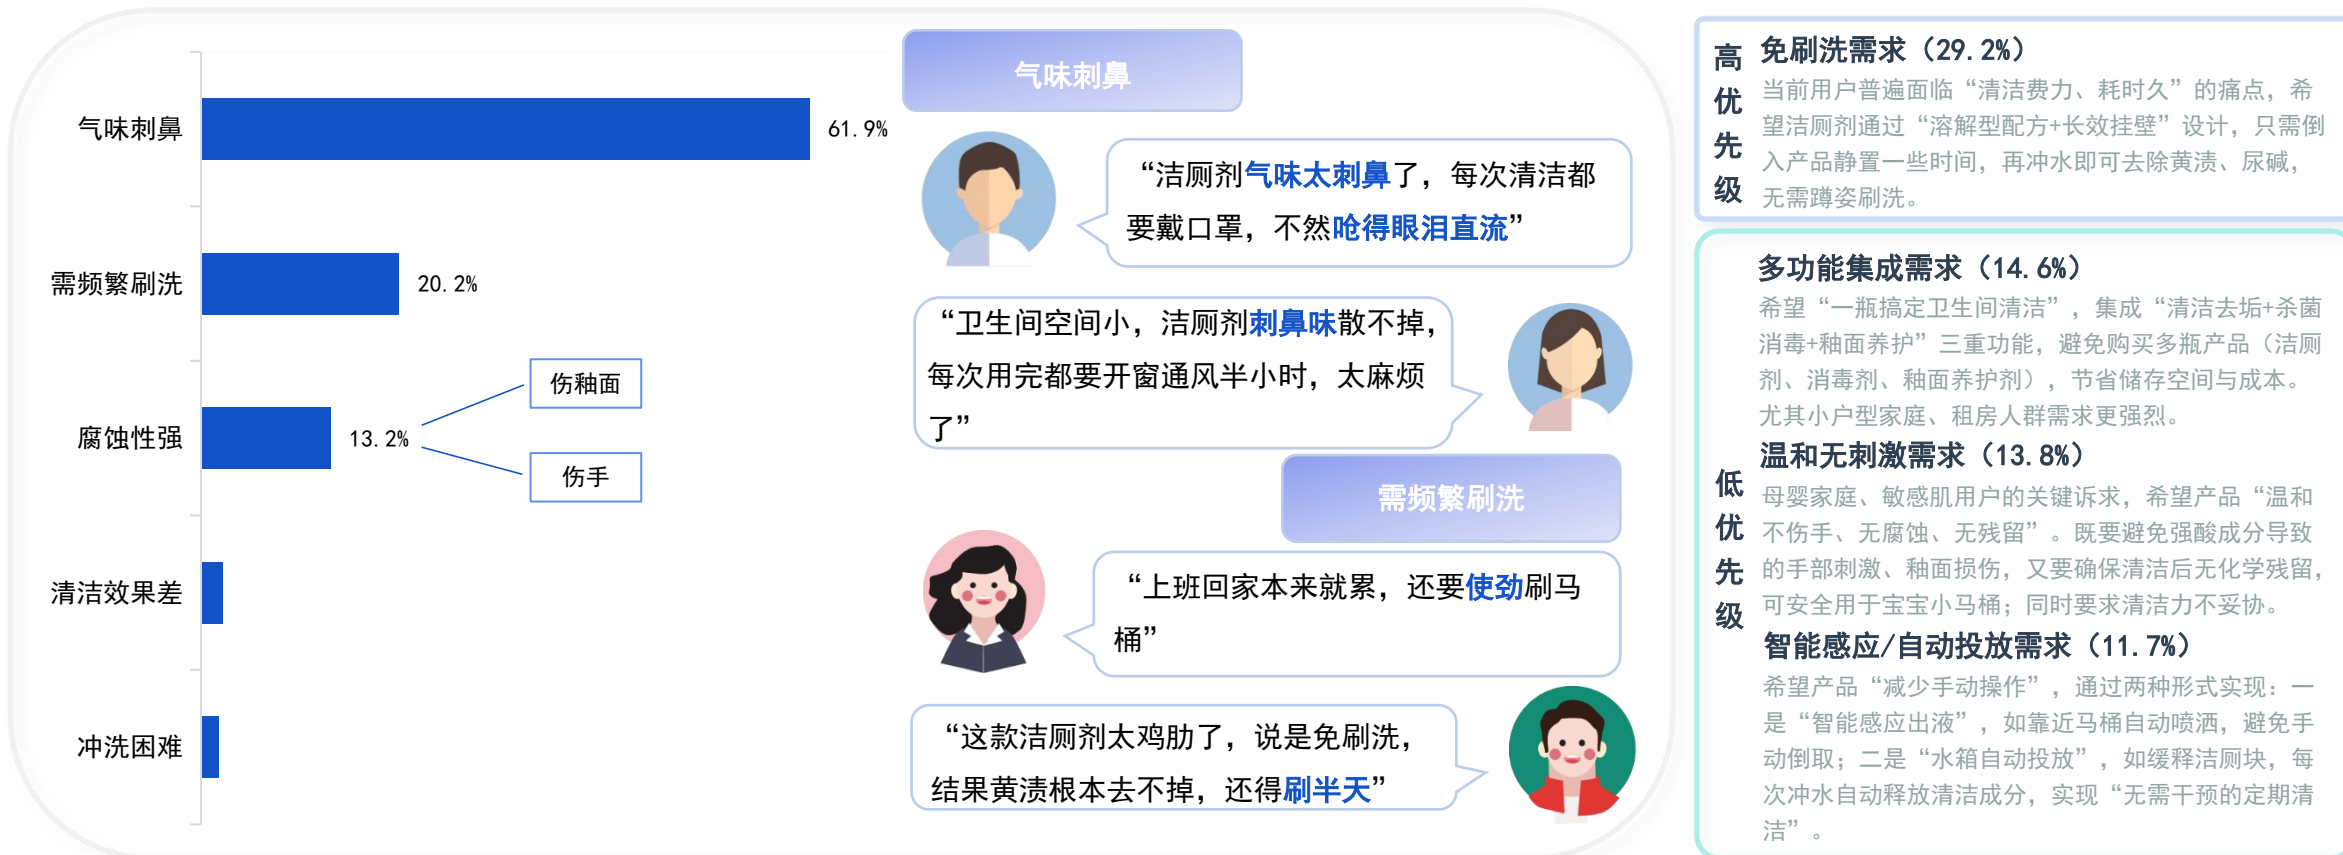 气味刺鼻
61.9%
需频繁刷洗
20.2%
腐蚀性强
13.2%
伤釉面
伤手
清洁效果差
冲洗困难
气味刺鼻
“洁厕剂气味太刺鼻了，每次清洁都
要戴口罩，不然呛得眼泪直流”
“卫生间空间小，洁厕剂刺鼻味散不掉，
每次用完都要开窗通风半小时，太麻烦
了”
需频繁刷洗
“上班回家本来就累，还要使劲刷马
桶”
“这款洁厕剂太鸡肋了，说是免刷洗，
结果黄渍根本去不掉，还得刷半天”
高优先级
免刷洗需求（29.2%）
当前用户普遍面临“清洁费力、耗时久”的痛点，希
望洁厕剂通过“溶解型配方+长效挂壁”设计，只需倒
入产品静置一些时间，再冲水即可去除黄渍、尿碱，
无需蹲姿刷洗。
低优先级
多功能集成需求（14.6%）
希望“一瓶搞定卫生间清洁”，集成“清洁去垢+杀菌
消毒+釉面养护”三重功能，避免购买多瓶产品（洁厕
剂、消毒剂、釉面养护剂），节省储存空间与成本。
尤其小户型家庭、租房人群需求更强烈。
温和无刺激需求（13.8%）
母婴家庭、敏感肌用户的关键诉求，希望产品“温和
不伤手、无腐蚀、无残留”。既要避免强酸成分导致
的手部刺激、釉面损伤，又要确保清洁后无化学残留，
可安全用于宝宝小马桶；同时要求清洁力不妥协。
智能感应/自动投放需求（11.7%）
希望产品“减少手动操作”，通过两种形式实现：一
是“智能感应出液”，如靠近马桶自动喷洒，避免手
动倒取；二是“水箱自动投放”，如缓释洁厕块，每
次冲水自动释放清洁成分，实现“无需干预的定期清
洁”。